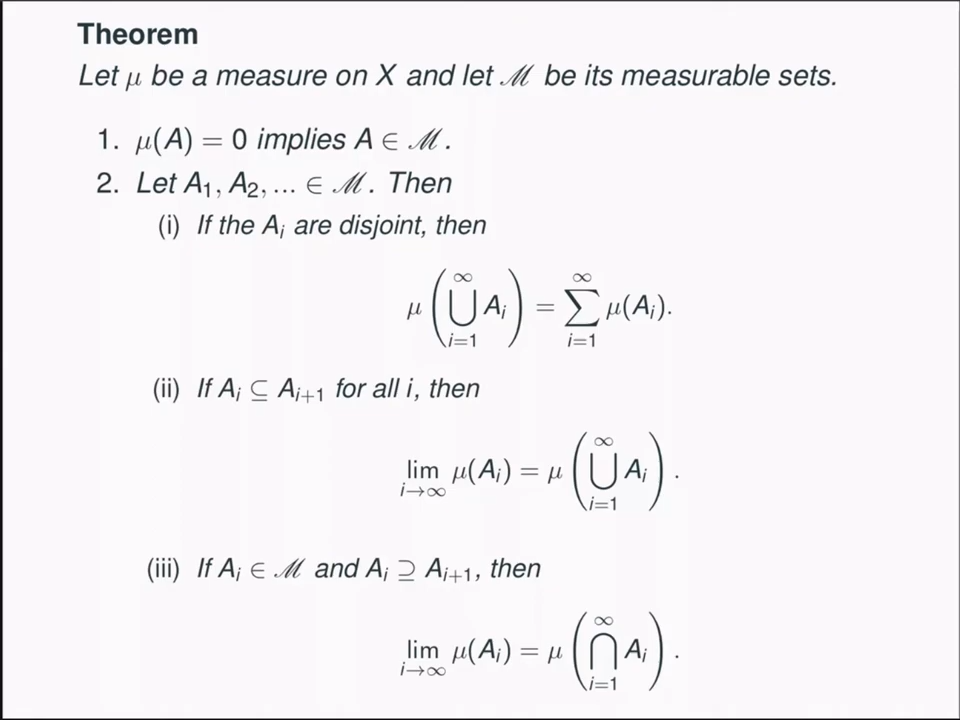 Theorem
Let μ be a measure on X and let ℳ be its measurable sets.
1. μ(A) = 0 implies A ∈ ℳ.
2. Let A₁, A₂, ... ∈ ℳ. Then
(i) If the Aᵢ are disjoint, then
μ(⋃_{i=1}^{∞} Aᵢ) = ∑_{i=1}^{∞} μ(Aᵢ).
(ii) If Aᵢ ⊆ Aᵢ₊₁ for all i, then
lim_{i→∞} μ(Aᵢ) = μ(⋃_{i=1}^{∞} Aᵢ).
(iii) If Aᵢ ∈ ℳ and Aᵢ ⊇ Aᵢ₊₁, then
lim_{i→∞} μ(Aᵢ) = μ(⋂_{i=1}^{∞} Aᵢ).